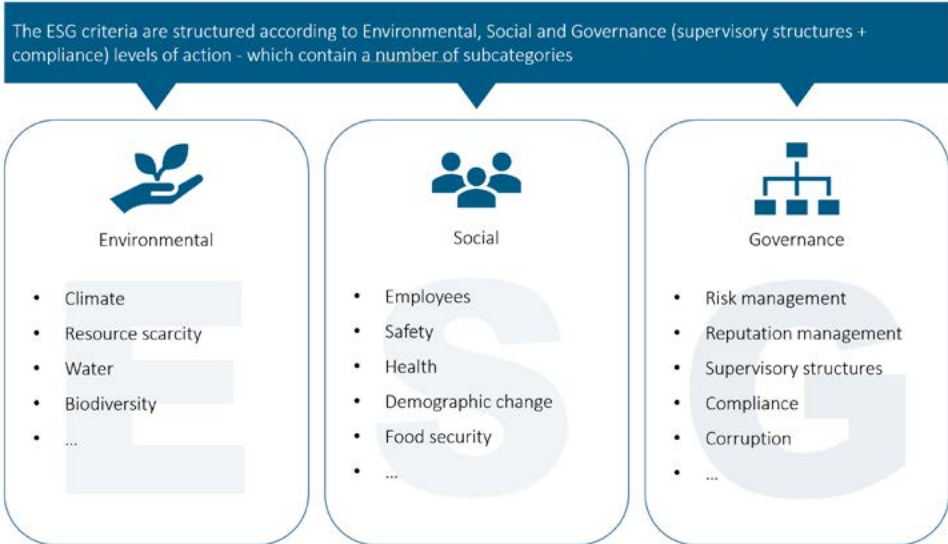 The ESG criteria are structured according to Environmental, Social and Governance (supervisory structures +
compliance) levels of action - which contain a number of subcategories
Environmental
• Climate
• Resource scarcity
• Water
• Biodiversity
• ...
E
Social
• Employees
• Safety
• Health
• Demographic change
• Food security
• ...
S
Governance
• Risk management
• Reputation management
• Supervisory structures
• Compliance
• Corruption
• ...
G